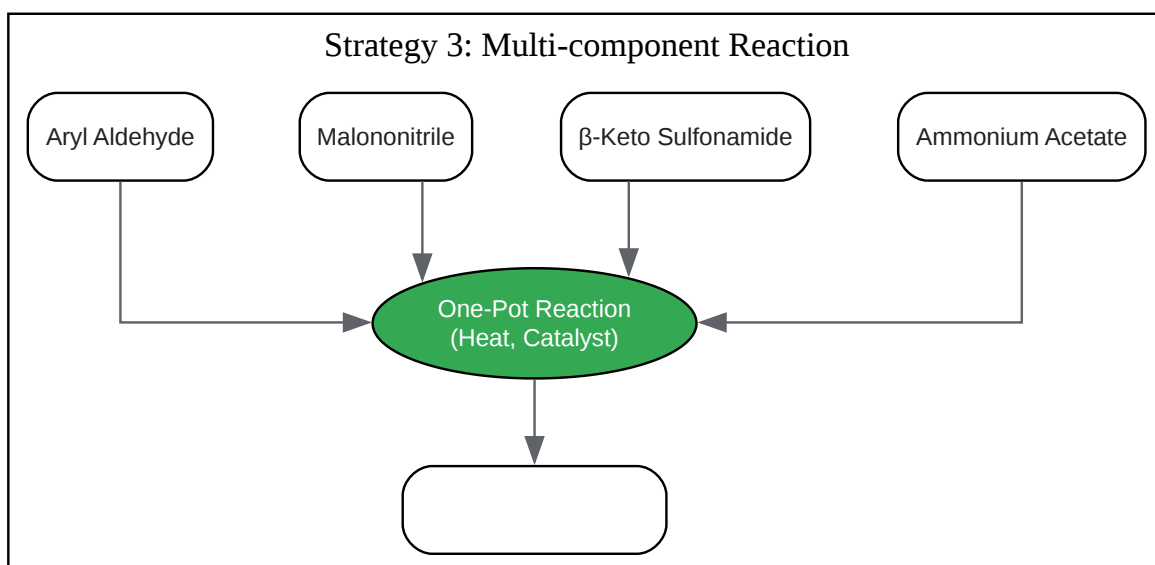 Strategy 3: Multi-component Reaction
Aryl Aldehyde
Malononitrile
β-Keto Sulfonamide
Ammonium Acetate
One-Pot Reaction
(Heat, Catalyst)